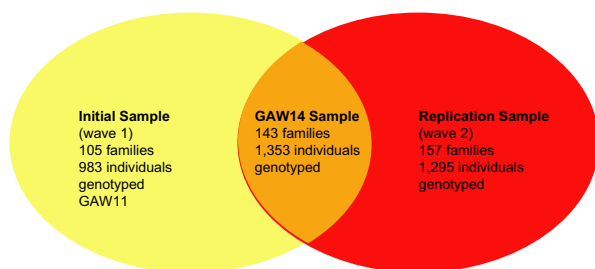 Initial Sample
(wave 1)
105 families
983 individuals
genotyped
GAW11
GAW14 Sample
143 families
1,353 individuals
genotyped
Replication Sample
(wave 2)
157 families
1,295 individuals
genotyped